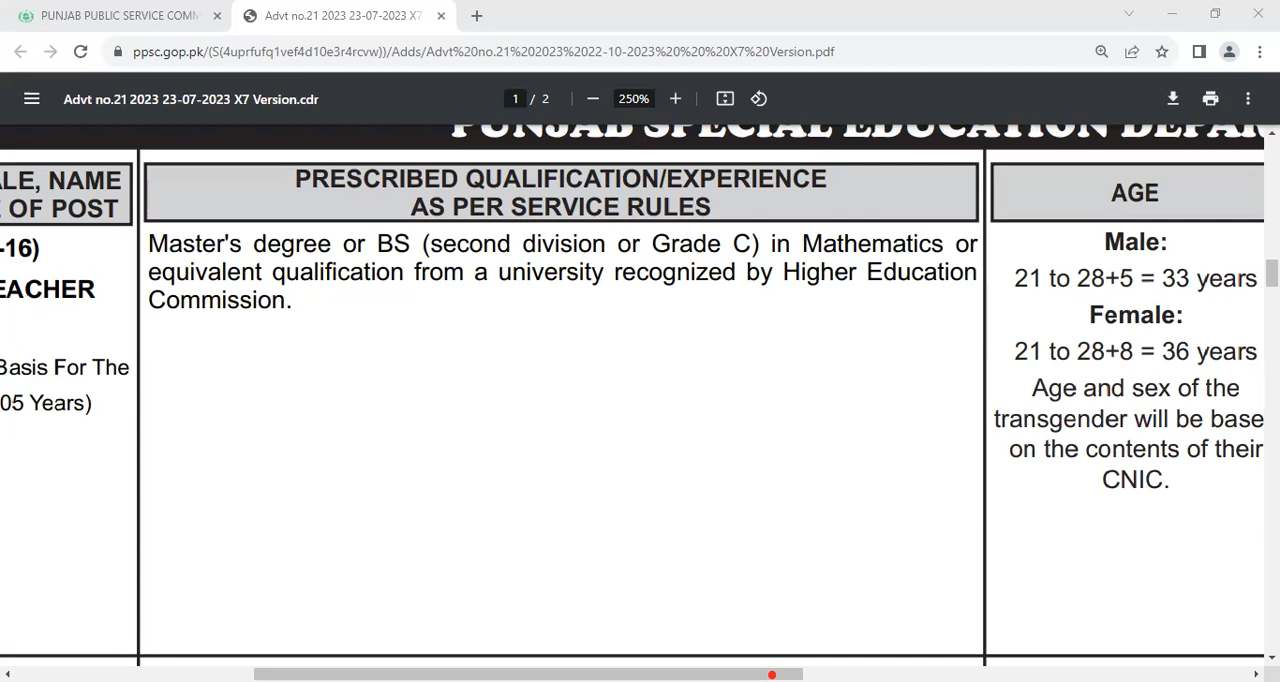 PUNJAB PUBLIC SERVICE COMM
Advt no.21 2023 23-07-2023 X7
ppsc.gop.pk/(S(4uprfufq1vef4d10e3r4rcvw))/Adds/Advt%20no.21%202023%2022-10-2023%20%20%20X7%20Version.pdf
Advt no.21 2023 23-07-2023 X7 Version.cdr
1 / 2
250%
PUNJAB SPECIAL EDUCATION DEPAR
ALE, NAME
E OF POST
PRESCRIBED QUALIFICATION/EXPERIENCE
AS PER SERVICE RULES
AGE
-16)
EACHER
Basis For The
05 Years)
Master's degree or BS (second division or Grade C) in Mathematics or
equivalent qualification from a university recognized by Higher Education
Commission.
Male:
21 to 28+5 = 33 years
Female:
21 to 28+8 = 36 years
Age and sex of the
transgender will be base
on the contents of their
CNIC.